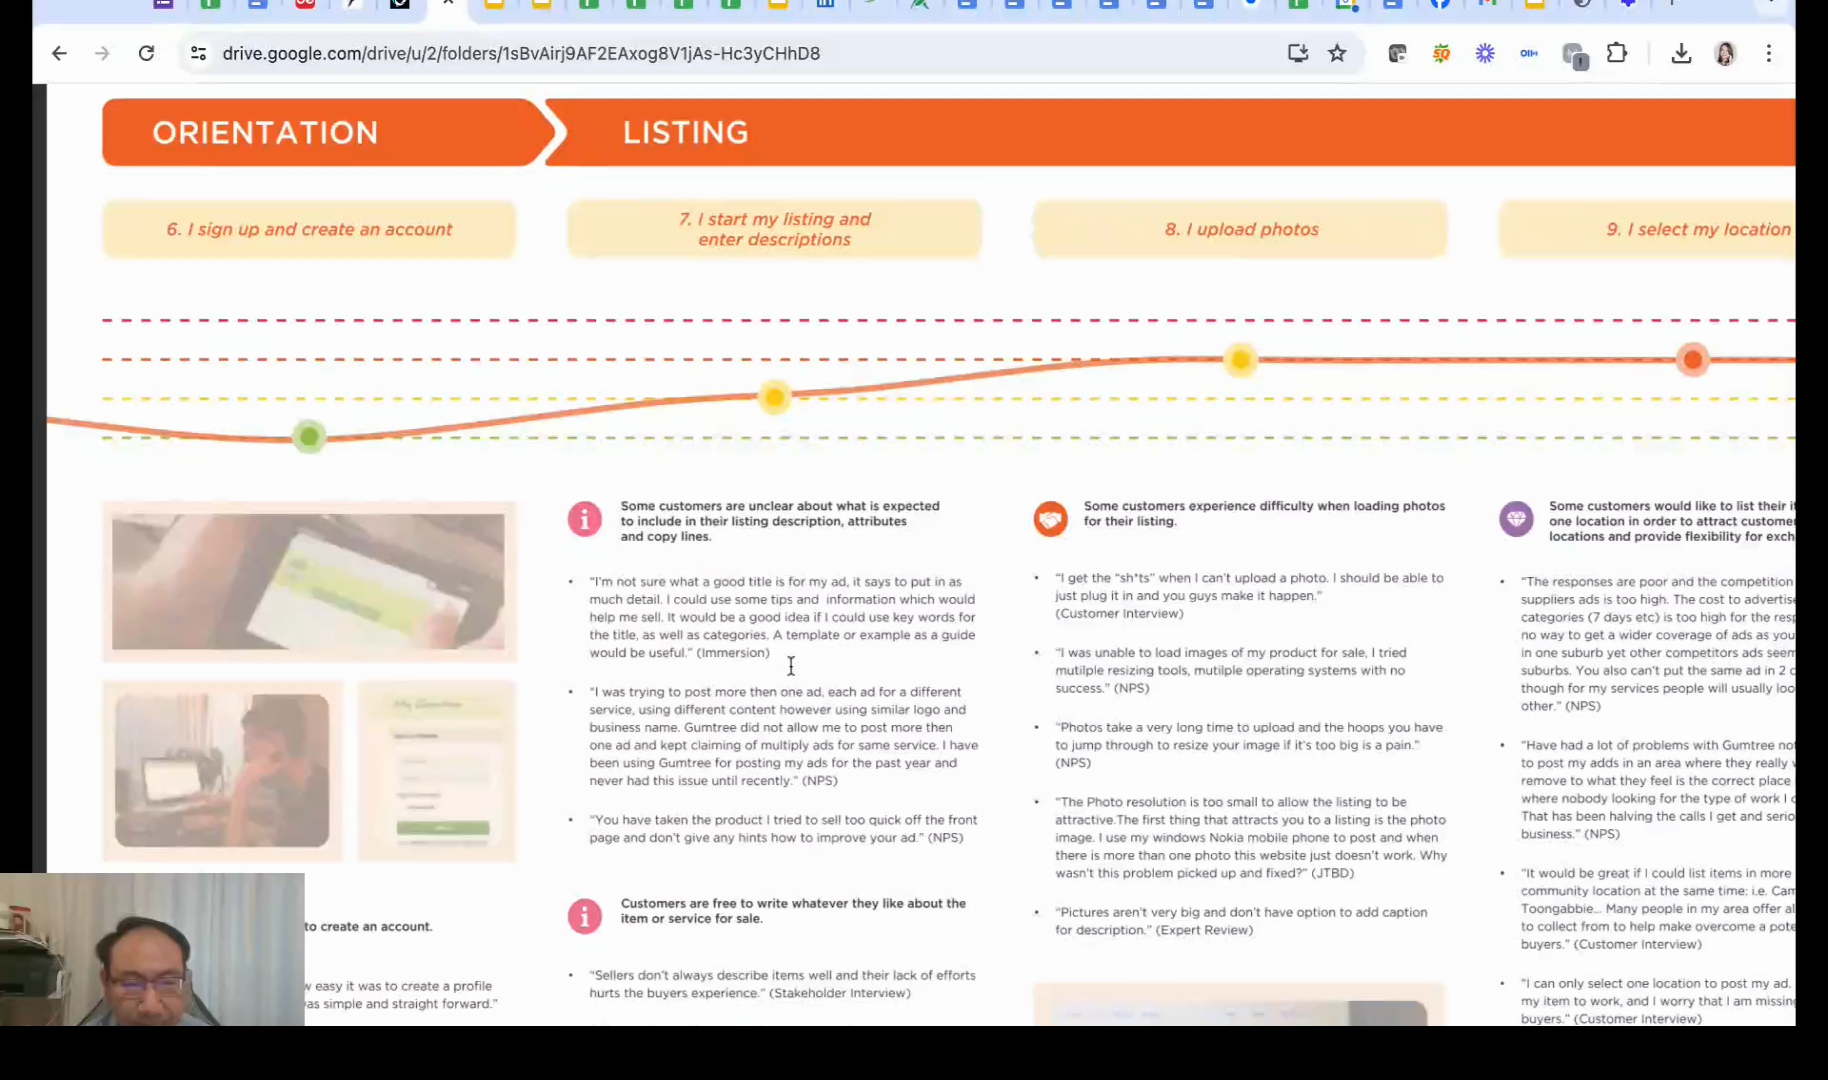 drive.google.com/drive/u/2/folders/1sBvAirj9AF2EAxog8V1jAs-Hc3yCHhD8
ORIENTATION
LISTING
6. I sign up and create an account
7. I start my listing and
enter descriptions
8. I upload photos
9. I select my location
My Gumtree
to create an account.
w easy it was to create a profile
as simple and straight forward.”
Some customers are unclear about what is expected
to include in their listing description, attributes
and copy lines.
• “I’m not sure what a good title is for my ad, it says to put in as
much detail. I could use some tips and information which would
help me sell. It would be a good idea if I could use key words for
the title, as well as categories. A template or example as a guide
would be useful.” (Immersion)
• “I was trying to post more then one ad, each ad for a different
service, using different content however using similar logo and
business name. Gumtree did not allow me to post more then
one ad and kept claiming of multiply ads for same service. I have
been using Gumtree for posting my ads for the past year and
never had this issue until recently.” (NPS)
• “You have taken the product I tried to sell too quick off the front
page and don’t give any hints how to improve your ad.” (NPS)
Customers are free to write whatever they like about the
item or service for sale.
• “Sellers don’t always describe items well and their lack of efforts
hurts the buyers experience.” (Stakeholder Interview)
Some customers experience difficulty when loading photos
for their listing.
• “I get the “sh*ts” when I can’t upload a photo. I should be able to
just plug it in and you guys make it happen.”
(Customer Interview)
• “I was unable to load images of my product for sale, I tried
mutilple resizing tools, mutilple operating systems with no
success.” (NPS)
• “Photos take a very long time to upload and the hoops you have
to jump through to resize your image if it’s too big is a pain.”
(NPS)
• “The Photo resolution is too small to allow the listing to be
attractive.The first thing that attracts you to a listing is the photo
image. I use my windows Nokia mobile phone to post and when
there is more than one photo this website just doesn’t work. Why
wasn’t this problem picked up and fixed?” (JTBD)
• “Pictures aren’t very big and don’t have option to add caption
for description.” (Expert Review)
Some customers would like to list their i
one location in order to attract custome
locations and provide flexibility for exch
• “The responses are poor and the competition
suppliers ads is too high. The cost to advertis
categories (7 days etc) is too high for the resp
no way to get a wider coverage of ads as you
in one suburb yet other competitors ads seem
suburbs. You also can’t put the same ad in 2 c
though for my services people will usually loo
other.” (NPS)
• “Have had a lot of problems with Gumtree not
to post my adds in an area where they really
remove to what they feel is the correct place
where nobody looking for the type of work I
That has been halving the calls I get and serio
business.” (NPS)
• “It would be great if I could list items in more
community location at the same time: i.e. Cam
Toongabbie... Many people in my area offer al
to collect from to help make overcome a pote
buyers.” (Customer Interview)
• “I can only select one location to post my ad.
my item to work, and I worry that I am missin
buyers.” (Customer Interview)